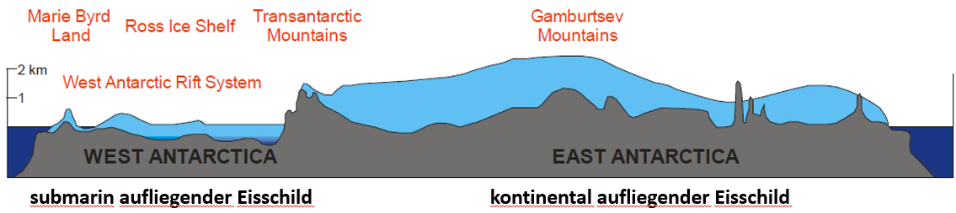 Marie Byrd
Land
Ross Ice Shelf
Transantarctic
Mountains
Gamburtsev
Mountains
2 km
West Antarctic Rift System
1
WEST ANTARCTICA
EAST ANTARCTICA
submarin aufliegender Eisschild
kontinental aufliegender Eisschild